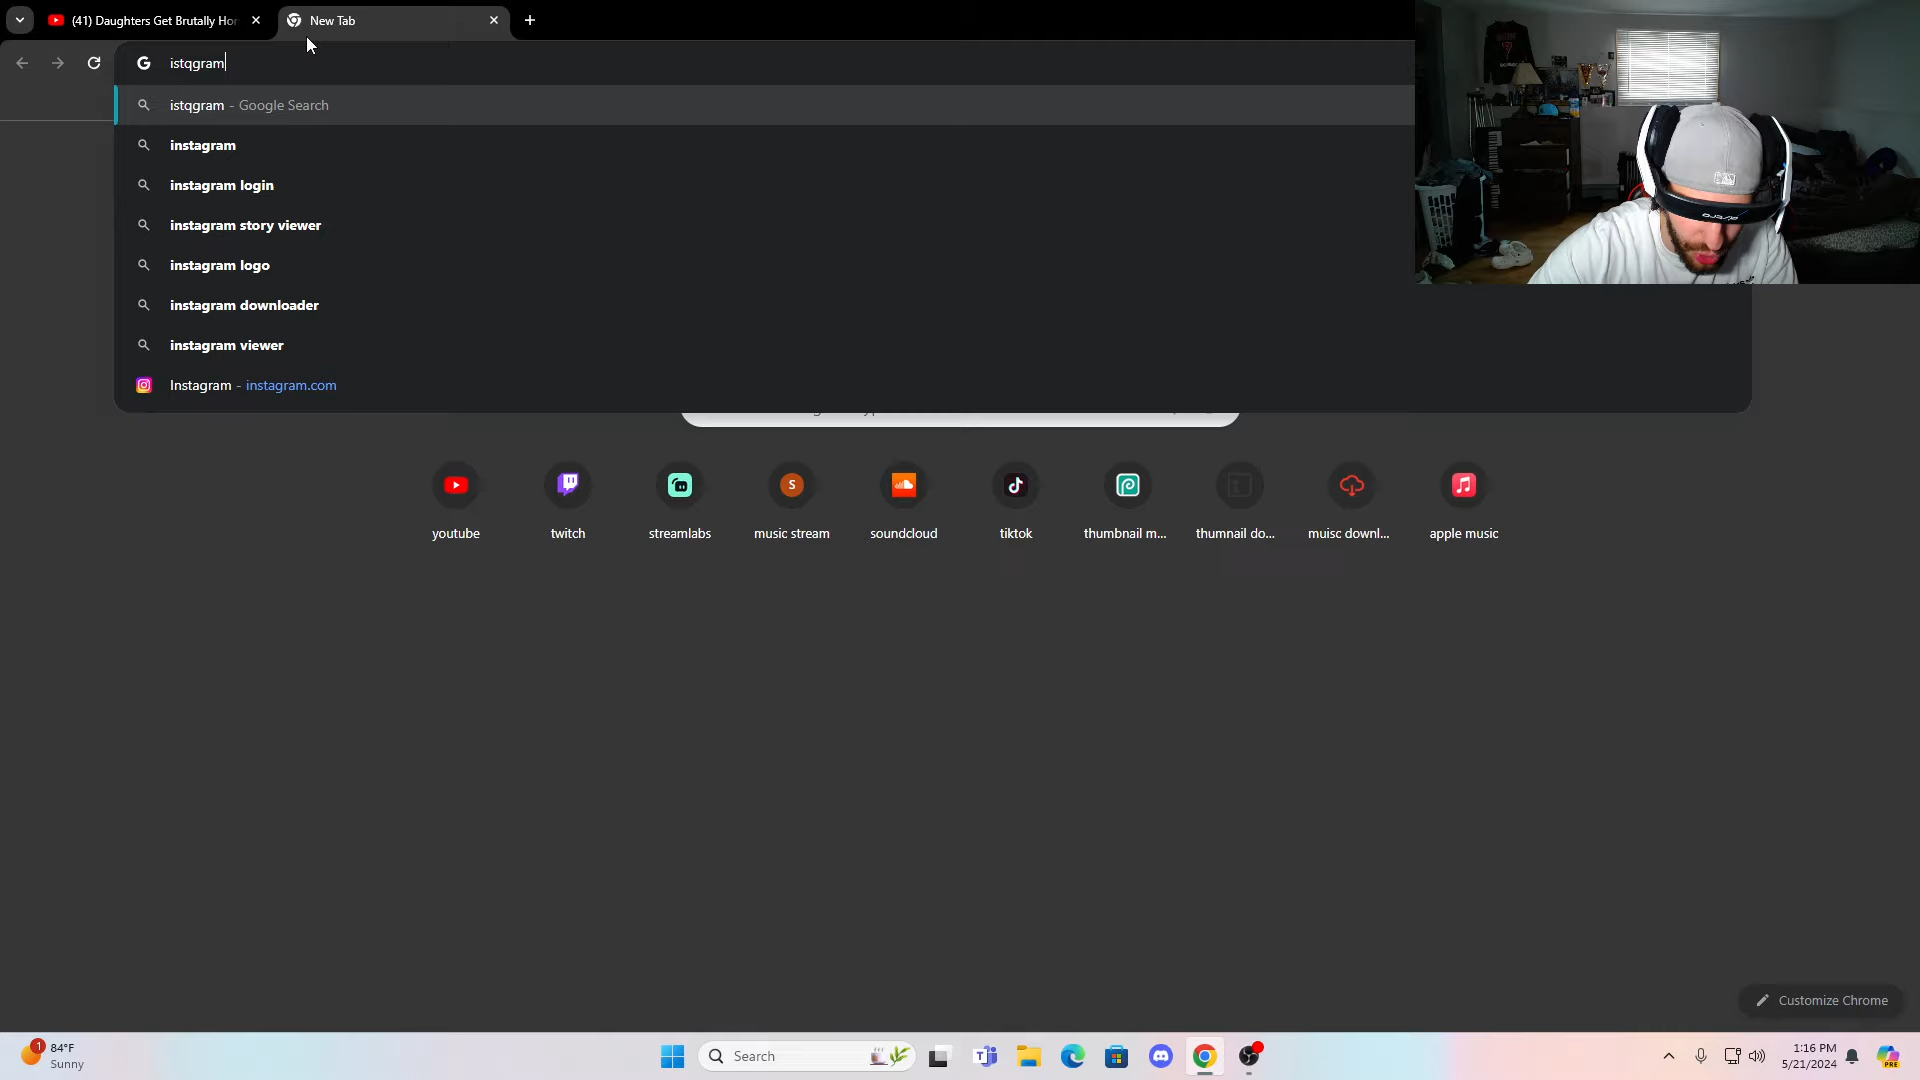 (41) Daughters Get Brutally Hor
New Tab
istqgram
istqgram - Google Search
instagram
instagram login
instagram story viewer
instagram logo
instagram downloader
instagram viewer
Instagram - instagram.com
youtube
twitch
streamlabs
S
music stream
soundcloud
tiktok
thumbnail m...
thumnail do...
muisc downl...
apple music
Customize Chrome
1
84°F
Sunny
Search
1:16 PM
5/21/2024
PRE